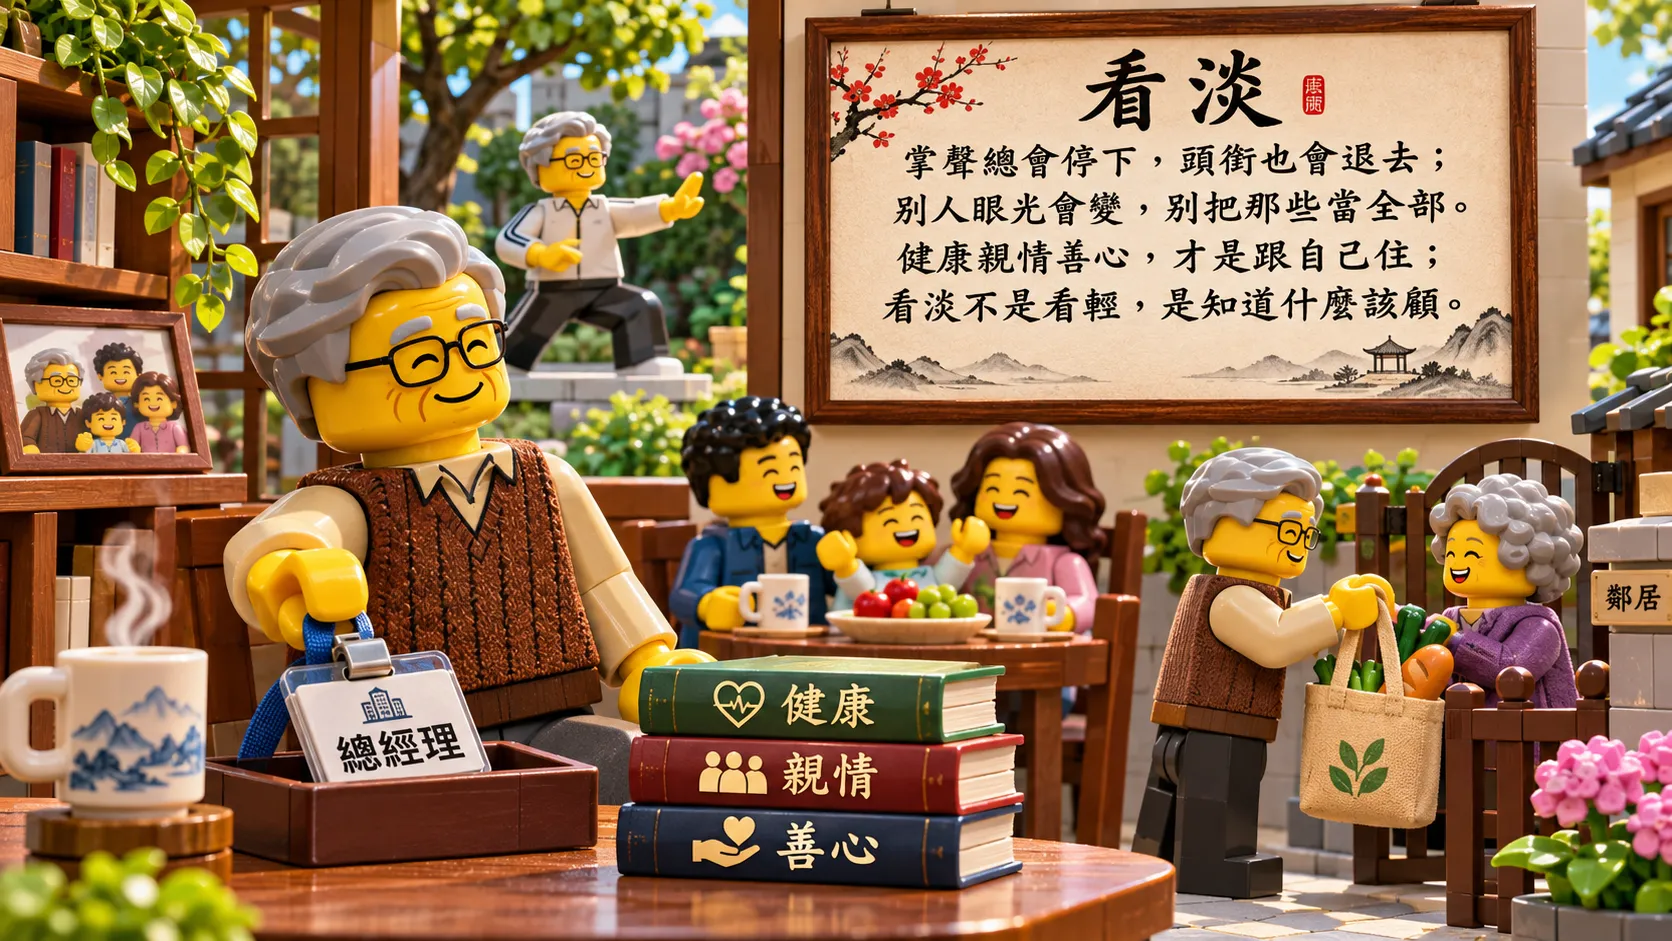 看淡
掌聲總會停下，頭銜也會退去；
別人眼光會變，別把那些當全部。
健康親情善心，才是跟自己住；
看淡不是看輕，是知道什麼該顧。
總經理
健康
親情
善心
鄰居